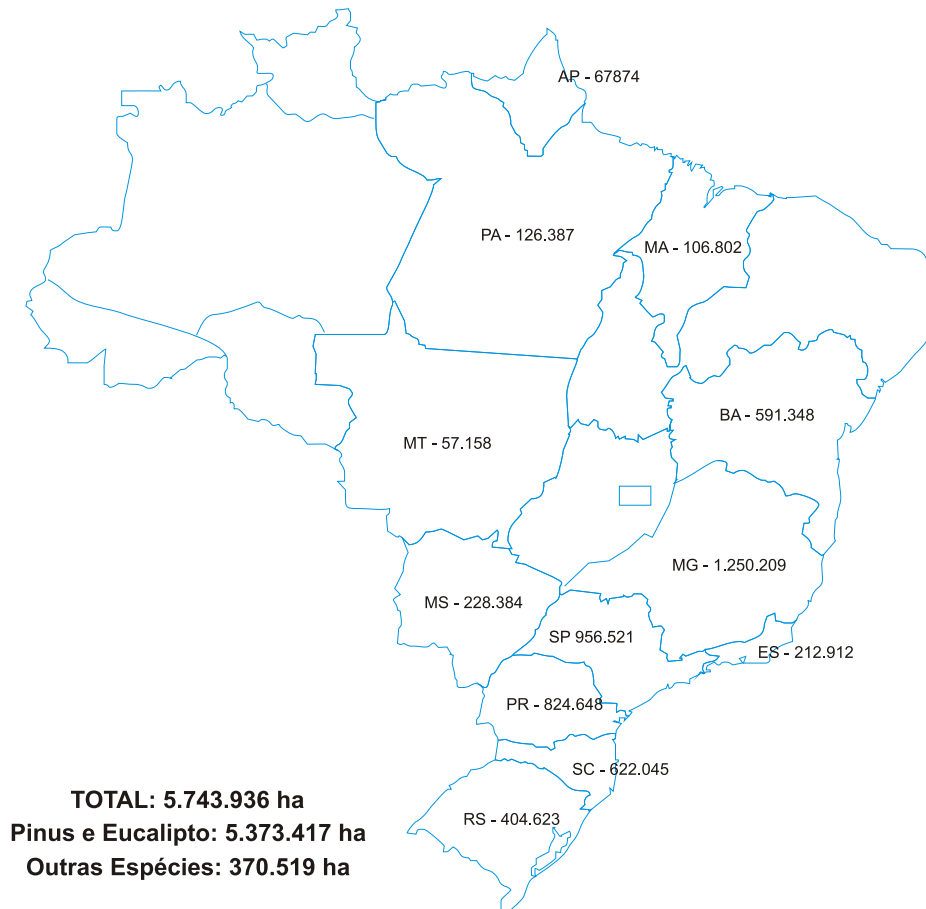 AP - 67874
PA - 126.387
MA - 106.802
BA - 591.348
MT - 57.158
MG - 1.250.209
MS - 228.384
SP 956.521
ES - 212.912
PR - 824.648
SC - 622.045
RS - 404.623
TOTAL: 5.743.936 ha
Pinus e Eucalipto: 5.373.417 ha
Outras Espécies: 370.519 ha